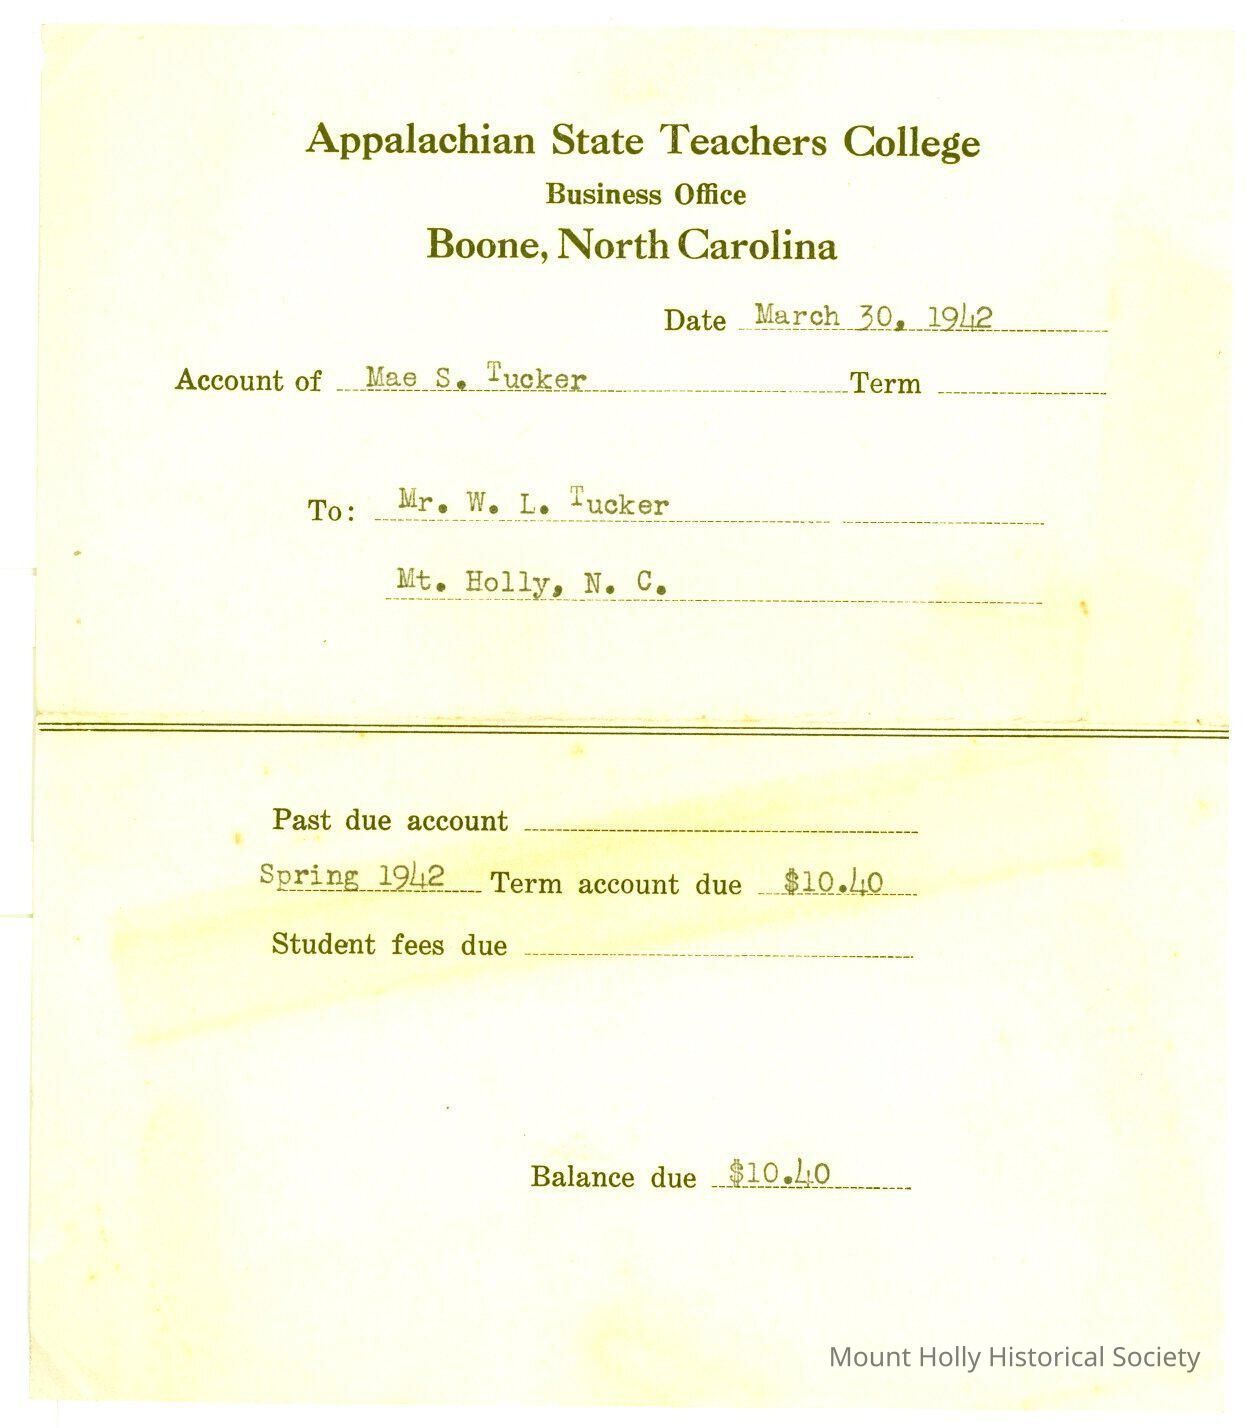 Appalachian State Teachers College
Business Office
Boone, North Carolina
Date March 30, 1942
Account of Mae S. Tucker Term
To: Mr. W. L. Tucker
Mt. Holly, N. C.
Past due account
Spring 1942 Term account due $10.40
Student fees due
Balance due $10.40
Mount Holly Historical Society